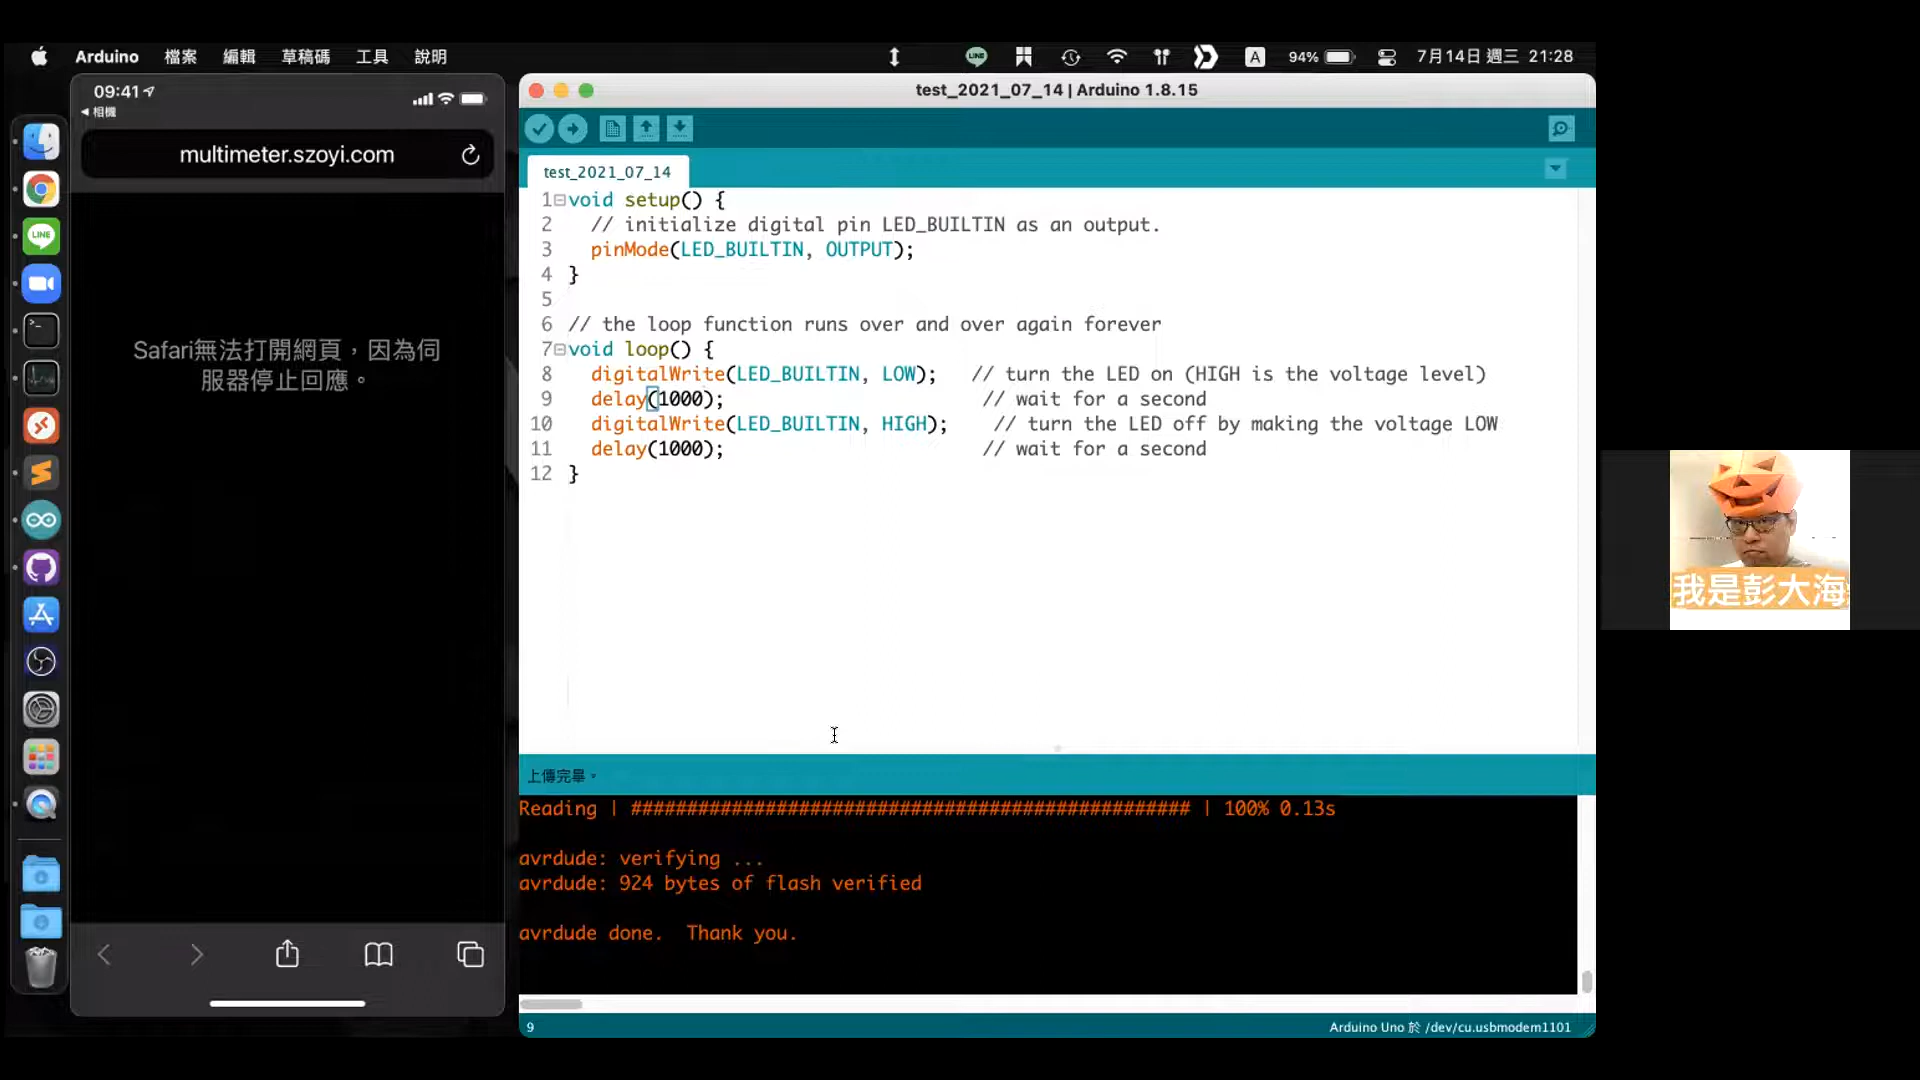 Arduino 檔案 編輯 草稿碼 工具 說明 LINE A 94% 7月14日 週三 21:28
09:41
◀ 相機
multimeter.szoyi.com
Safari無法打開網頁，因為伺
服器停止回應。
LINE
test_2021_07_14 | Arduino 1.8.15
test_2021_07_14
1 void setup() {
2 // initialize digital pin LED_BUILTIN as an output.
3 pinMode(LED_BUILTIN, OUTPUT);
4 }
5
6 // the loop function runs over and over again forever
7 void loop() {
8 digitalWrite(LED_BUILTIN, LOW); // turn the LED on (HIGH is the voltage level)
9 delay(1000); // wait for a second
10 digitalWrite(LED_BUILTIN, HIGH); // turn the LED off by making the voltage LOW
11 delay(1000); // wait for a second
12 }
上傳完畢。
Reading | ################################################## | 100% 0.13s
avrdude: verifying ...
avrdude: 924 bytes of flash verified
avrdude done.  Thank you.
9
Arduino Uno 於 /dev/cu.usbmodem1101
我是彭大海